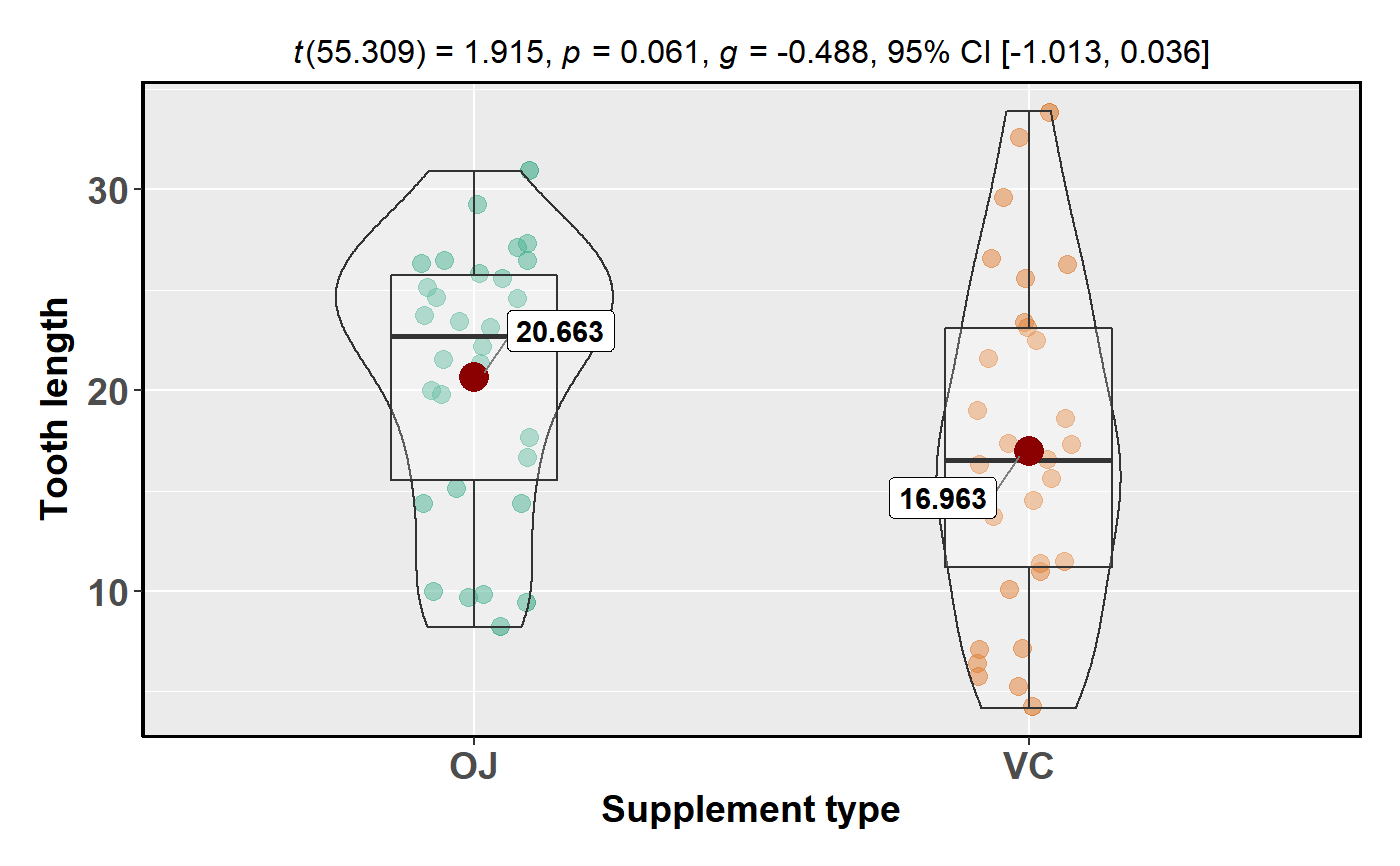 t(55.309) = 1.915, p = 0.061, g = -0.488, 95% CI [-1.013, 0.036]
Tooth length
30
20
10
20.663
16.963
OJ
VC
Supplement type